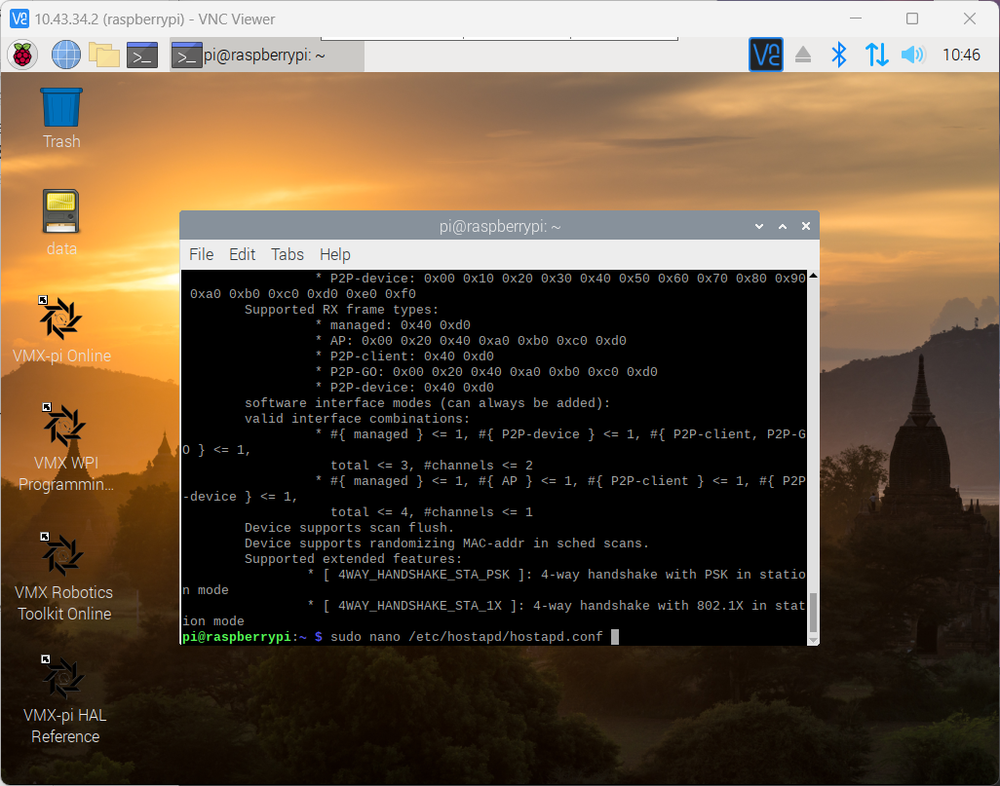 10.43.34.2 (raspberrypi) - VNC Viewer
pi@raspberrypi: ~
10:46
Trash
data
VMX-pi Online
VMX WPI
Programmin...
VMX Robotics
Toolkit Online
VMX-pi HAL
Reference
pi@raspberrypi: ~
File Edit Tabs Help
* P2P-device: 0x00 0x10 0x20 0x30 0x40 0x50 0x60 0x70 0x80 0x90
0xa0 0xb0 0xc0 0xd0 0xe0 0xf0
Supported RX frame types:
* managed: 0x40 0xd0
* AP: 0x00 0x20 0x40 0xa0 0xb0 0xc0 0xd0
* P2P-client: 0x40 0xd0
* P2P-GO: 0x00 0x20 0x40 0xa0 0xb0 0xc0 0xd0
* P2P-device: 0x40 0xd0
software interface modes (can always be added):
valid interface combinations:
* #{ managed } <= 1, #{ P2P-device } <= 1, #{ P2P-client, P2P-G
O } <= 1,
total <= 3, #channels <= 2
* #{ managed } <= 1, #{ AP } <= 1, #{ P2P-client } <= 1, #{ P2P
-device } <= 1,
total <= 4, #channels <= 1
Device supports scan flush.
Device supports randomizing MAC-addr in sched scans.
Supported extended features:
* [ 4WAY_HANDSHAKE_STA_PSK ]: 4-way handshake with PSK in statio
n mode
* [ 4WAY_HANDSHAKE_STA_1X ]: 4-way handshake with 802.1X in stat
ion mode
pi@raspberrypi:~ $ sudo nano /etc/hostapd/hostapd.conf